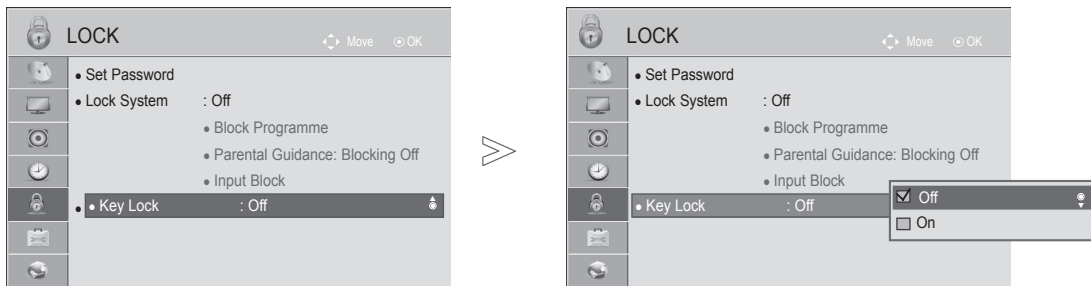 LOCK
Move OK
• Set Password
• Lock System : Off
• Block Programme
• Parental Guidance: Blocking Off
• Input Block
• • Key Lock : Off
LOCK
Move OK
• Set Password
• Lock System : Off
• Block Programme
• Parental Guidance: Blocking Off
• Input Block
• Key Lock : Off
Off
On